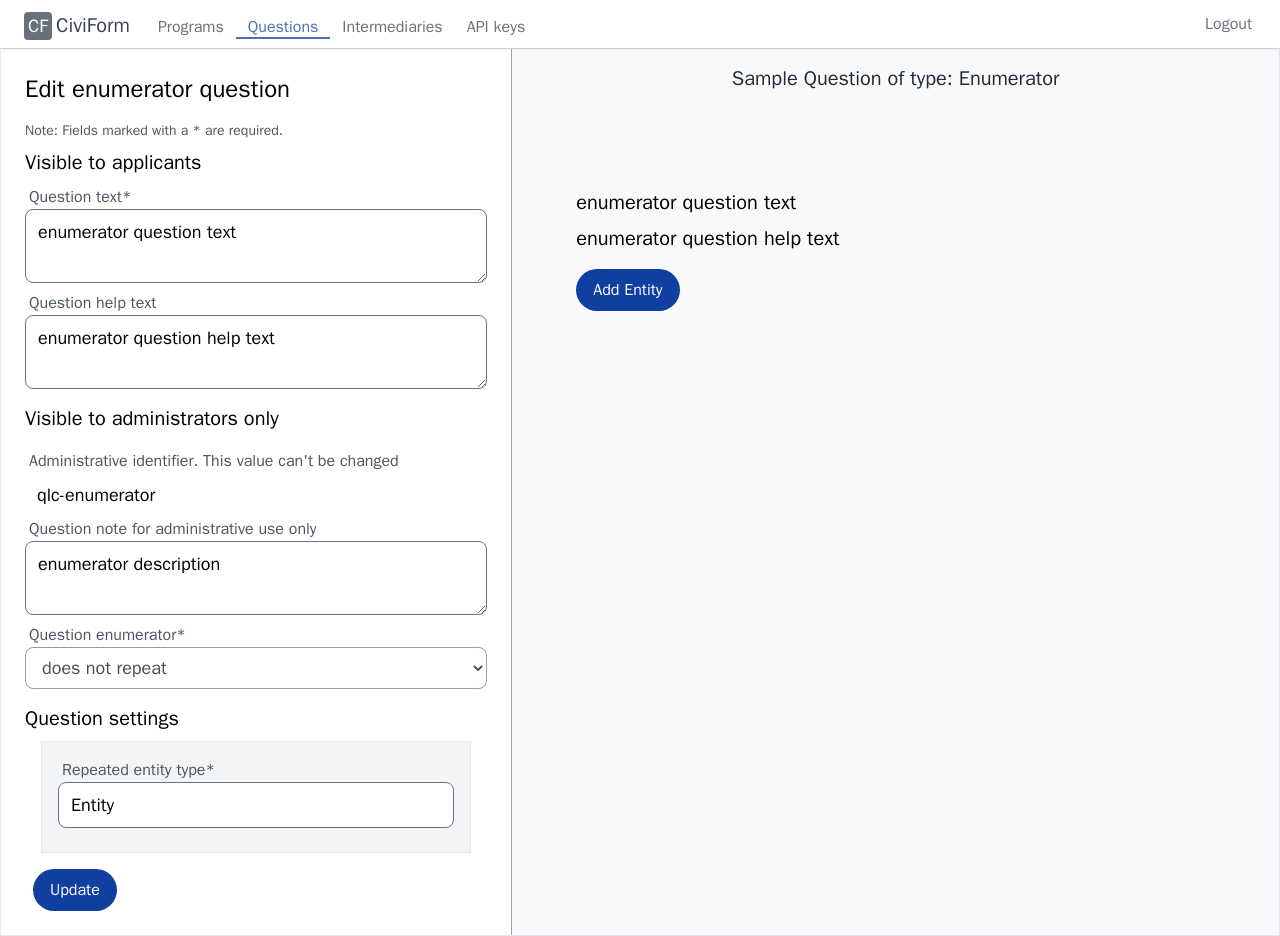 CF CiviForm Programs Questions Intermediaries API keys Logout
Edit enumerator question
Note: Fields marked with a * are required.
Visible to applicants
Question text*
enumerator question text
Question help text
enumerator question help text
Visible to administrators only
Administrative identifier. This value can't be changed
qlc-enumerator
Question note for administrative use only
enumerator description
Question enumerator*
does not repeat
Question settings
Repeated entity type*
Entity
Update
Sample Question of type: Enumerator
enumerator question text
enumerator question help text
Add Entity